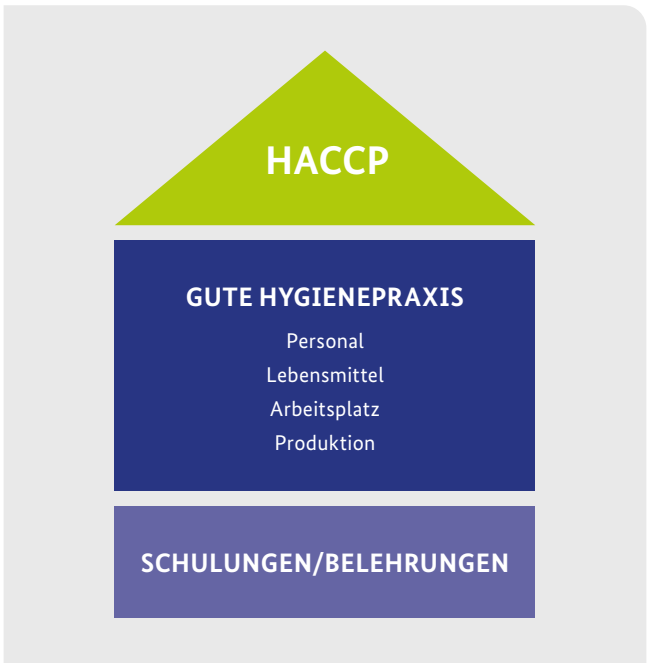 HACCP
GUTE HYGIENEPRAXIS
Personal
Lebensmittel
Arbeitsplatz
Produktion
SCHULUNGEN/BELEHRUNGEN